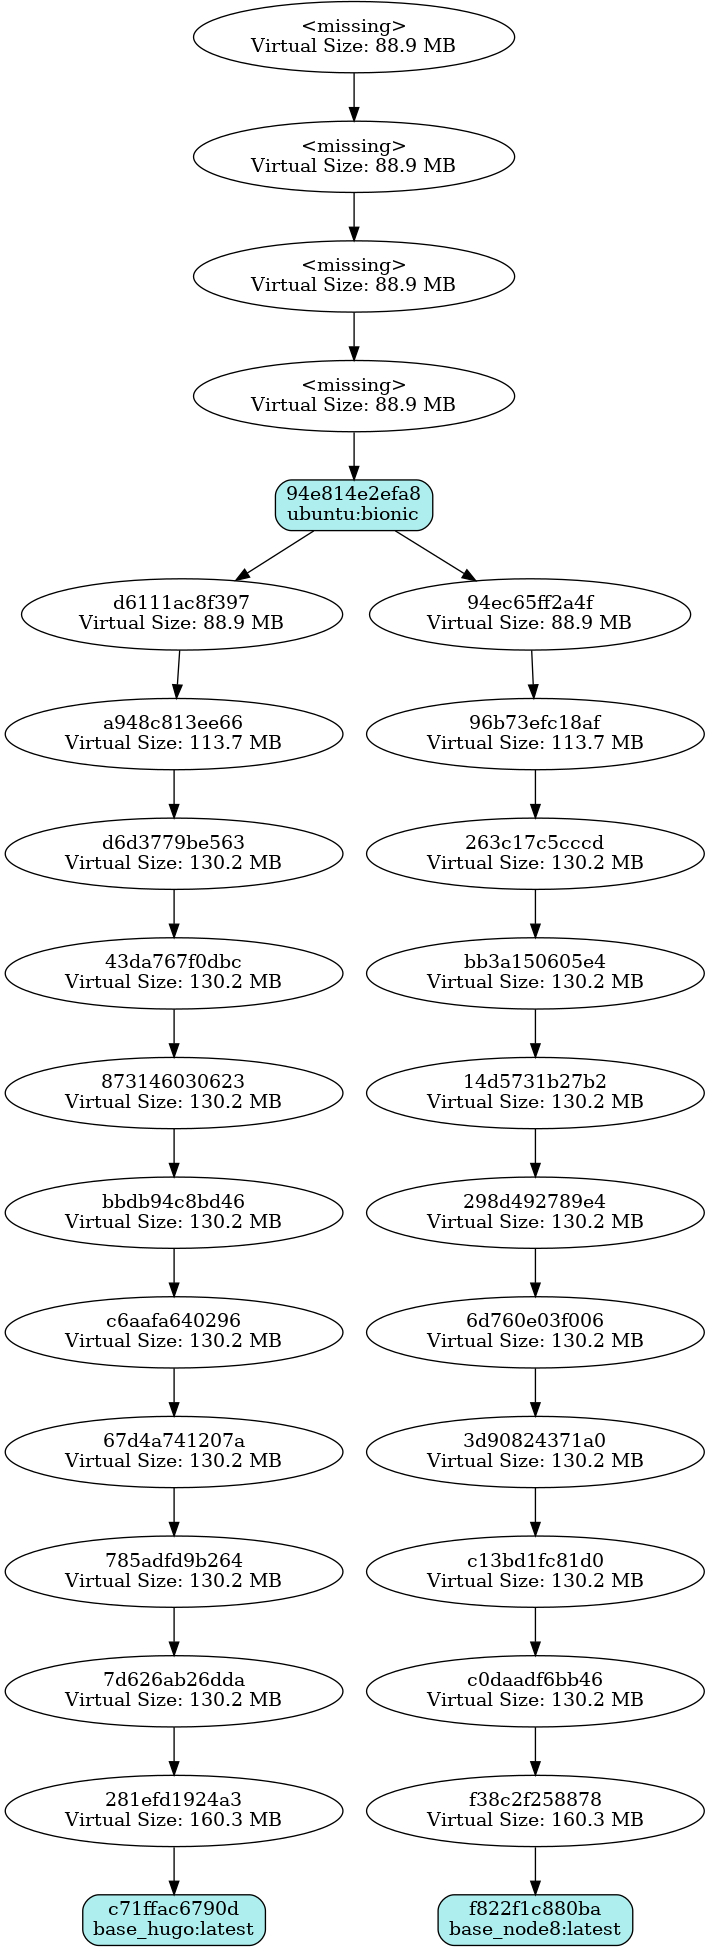 <missing>
Virtual Size: 88.9 MB
<missing>
Virtual Size: 88.9 MB
<missing>
Virtual Size: 88.9 MB
<missing>
Virtual Size: 88.9 MB
94e814e2efa8
ubuntu:bionic
d6111ac8f397
Virtual Size: 88.9 MB
94ec65ff2a4f
Virtual Size: 88.9 MB
a948c813ee66
Virtual Size: 113.7 MB
96b73efc18af
Virtual Size: 113.7 MB
d6d3779be563
Virtual Size: 130.2 MB
263c17c5cccd
Virtual Size: 130.2 MB
43da767f0dbc
Virtual Size: 130.2 MB
bb3a150605e4
Virtual Size: 130.2 MB
873146030623
Virtual Size: 130.2 MB
14d5731b27b2
Virtual Size: 130.2 MB
bbdb94c8bd46
Virtual Size: 130.2 MB
298d492789e4
Virtual Size: 130.2 MB
c6aafa640296
Virtual Size: 130.2 MB
6d760e03f006
Virtual Size: 130.2 MB
67d4a741207a
Virtual Size: 130.2 MB
3d90824371a0
Virtual Size: 130.2 MB
785adfd9b264
Virtual Size: 130.2 MB
c13bd1fc81d0
Virtual Size: 130.2 MB
7d626ab26dda
Virtual Size: 130.2 MB
c0daadf6bb46
Virtual Size: 130.2 MB
281efd1924a3
Virtual Size: 160.3 MB
f38c2f258878
Virtual Size: 160.3 MB
c71ffac6790d
base_hugo:latest
f822f1c880ba
base_node8:latest